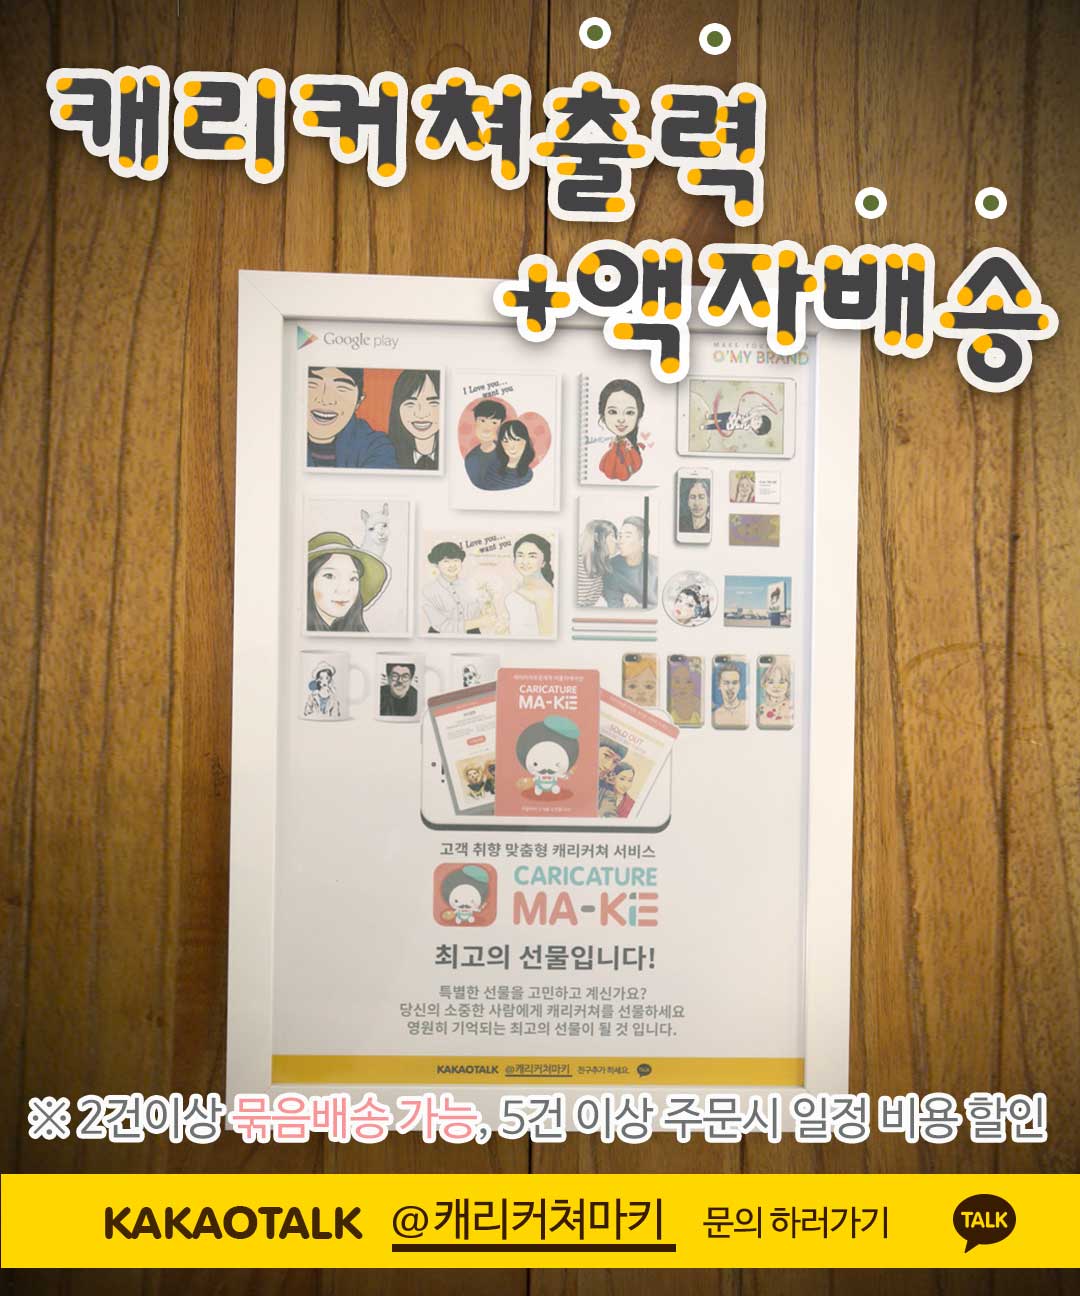 캐리커쳐출력
+액자배송
Google play
MAKE YOUR
O'MY BRAND
I Love you...
want you
I Love you...
want you
SOLD OUT
CARICATURE
MA-KiE
고객 취향 맞춤형 캐리커쳐 서비스
CARICATURE
MA-KiE
최고의 선물입니다!
특별한 선물을 고민하고 계신가요?
당신의 소중한 사람에게 캐리커쳐를 선물하세요
영원히 기억되는 최고의 선물이 될 것 입니다.
KAKAOTALK @캐리커쳐마키 친구추가 하세요. TALK
※ 2건이상 묶음배송 가능, 5건 이상 주문시 일정 비용 할인
KAKAOTALK @캐리커쳐마키 문의 하러가기 TALK